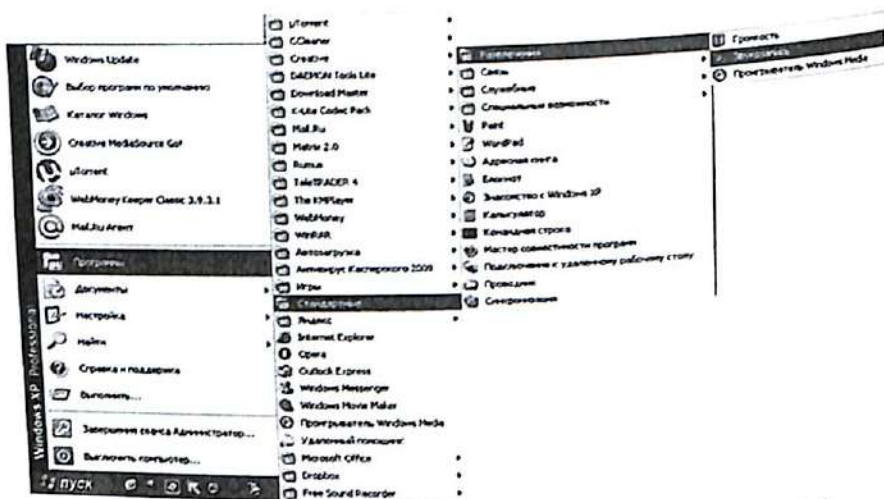 Windows Update
Выбор программ по умолчанию
Каталог Windows
Creative MediaSource Go!
µTorrent
WebMoney Keeper Classic 3.9.3.1
Mail.Ru Агент
Программы
Документы
Настройка
Найти
Справка и поддержка
Выполнить...
Завершение сеанса Администратор...
Выключить компьютер...
Windows XP Professional
пуск
µTorrent
CCleaner
Creative
DAEMON Tools Lite
Download Master
K-Lite Codec Pack
Mail.Ru
Matrix 2.0
Rumus
TeleTRADER 4
The KMPlayer
WebMoney
WinRAR
Автозагрузка
Антивирус Касперского 2009
Игры
Стандартные
Яндекс
Internet Explorer
Opera
Outlook Express
Windows Messenger
Windows Movie Maker
Проигрыватель Windows Media
Удаленный помощник
Microsoft Office
Dropbox
Free Sound Recorder
Развлечения
Связь
Служебные
Специальные возможности
Paint
WordPad
Адресная книга
Блокнот
Знакомство с Windows XP
Калькулятор
Командная строка
Мастер совместимости программ
Подключение к удаленному рабочему столу
Проводник
Синхронизация
Громкость
Звукозапись
Проигрыватель Windows Media